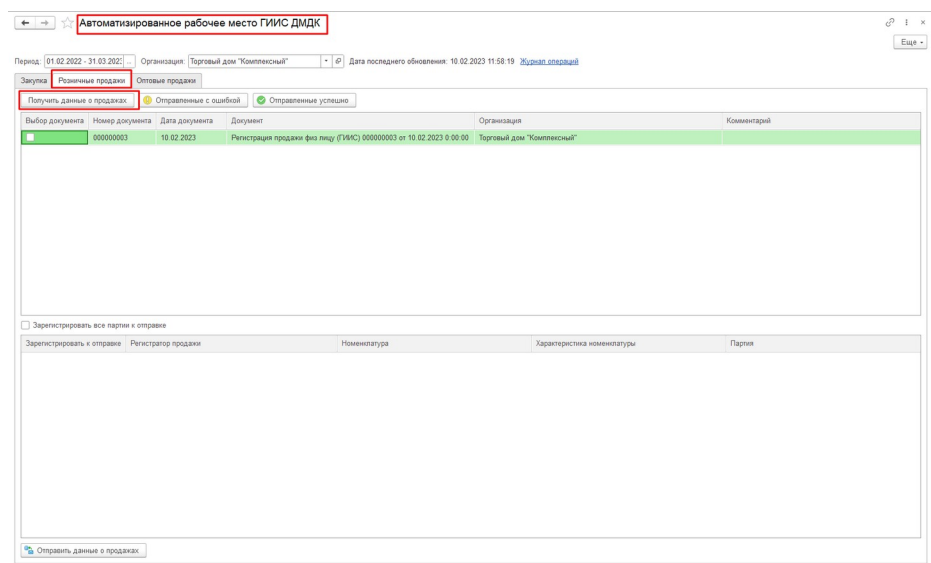 Автоматизированное рабочее место ГИИС ДМДК
Еще
Период: 01.02.2022 - 31.03.202 ... Организация: Торговый дом "Комплексный" Дата последнего обновления: 10.02.2023 11:58:19 Журнал операций
Закупка Розничные продажи Оптовые продажи
Получить данные о продажах Отправленные с ошибкой Отправленные успешно
Выбор документа Номер документа Дата документа Документ Организация Комментарий
000000003 10.02.2023 Регистрация продажи физ лицу (ГИИС) 000000003 от 10.02.2023 0:00:00 Торговый дом "Комплексный"
Зарегистрировать все партии к отправке
Зарегистрировать к отправке Регистратор продажи Номенклатура Характеристика номенклатуры Партия
Отправить данные о продажах